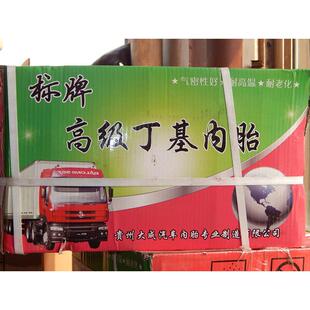 ★气密性好★耐高温★耐老化★
标牌
高级丁基内胎
贵州大威汽车内胎专业制造有限公司